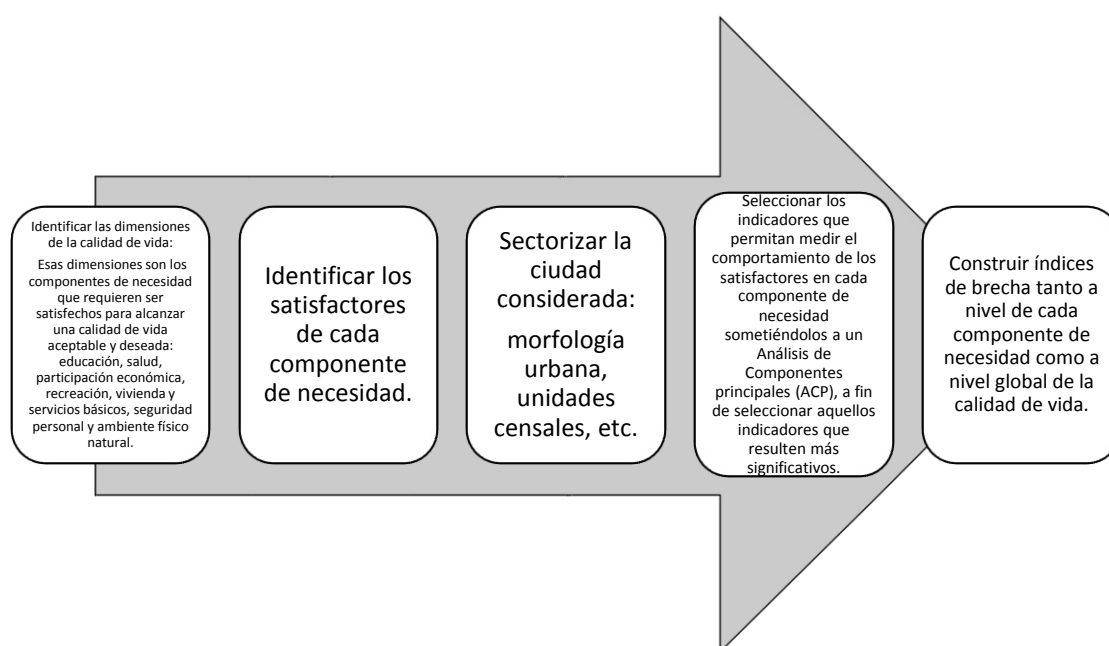 Identificar las dimensiones
de la calidad de vida:
Esas dimensiones son los
componentes de necesidad
que requieren ser
satisfechos para alcanzar
una calidad de vida
aceptable y deseada:
educación, salud,
participación económica,
recreación, vivienda y
servicios básicos, seguridad
personal y ambiente físico
natural.
Identificar los
satisfactores
de cada
componente
de necesidad.
Sectorizar la
ciudad
considerada:
morfología
urbana,
unidades
censales, etc.
Seleccionar los
indicadores que
permitan medir el
comportamiento de los
satisfactores en cada
componente de
necesidad
sometiéndolos a un
Análisis de
Componentes
principales (ACP), a fin
de seleccionar aquellos
indicadores que
resulten más
significativos.
Construir índices
de brecha tanto a
nivel de cada
componente de
necesidad como a
nivel global de la
calidad de vida.